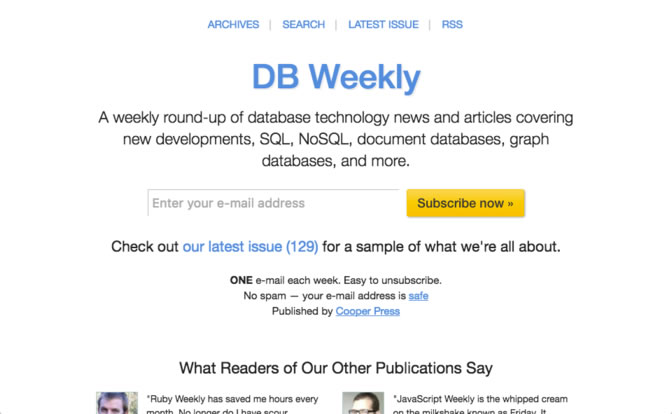 ARCHIVES | SEARCH | LATEST ISSUE | RSS
DB Weekly
A weekly round-up of database technology news and articles covering
new developments, SQL, NoSQL, document databases, graph
databases, and more.
Enter your e-mail address
Subscribe now »
Check out our latest issue (129) for a sample of what we're all about.
ONE e-mail each week. Easy to unsubscribe.
No spam — your e-mail address is safe
Published by Cooper Press
What Readers of Our Other Publications Say
"Ruby Weekly has saved me hours every
month. No longer do I have scour
"JavaScript Weekly is the whipped cream
on the milkshake known as Friday. It